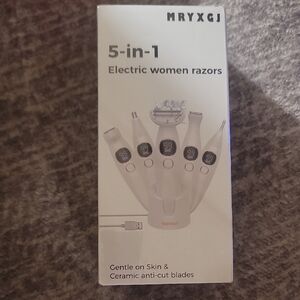 MRYXGJ
5-in-1
Electric women razors
Gentle on Skin &
Ceramic anti-cut blades